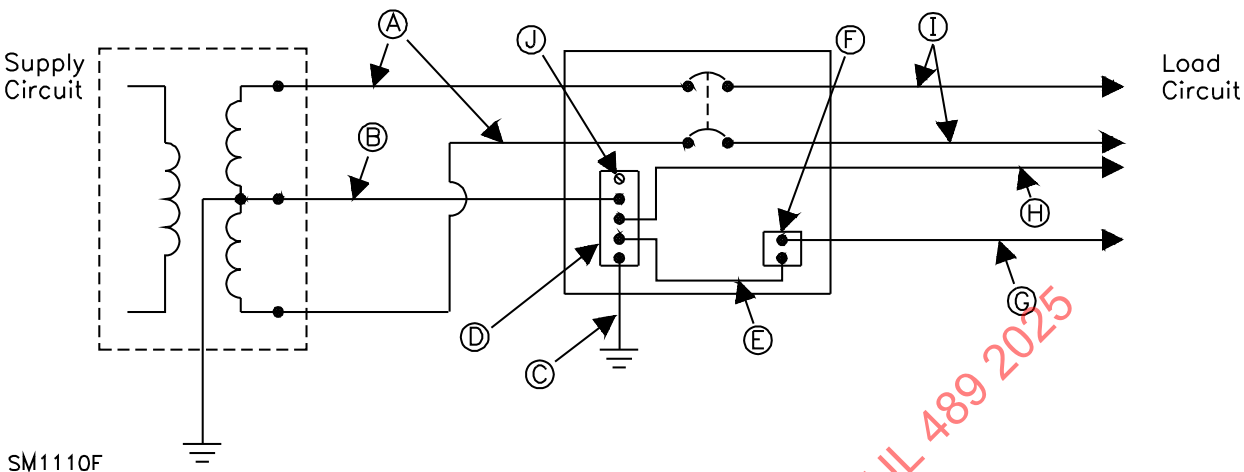 A
J
F
I
Supply
Circuit
Load
Circuit
B
H
G
D
E
C
UL 489 2025
SM1110F